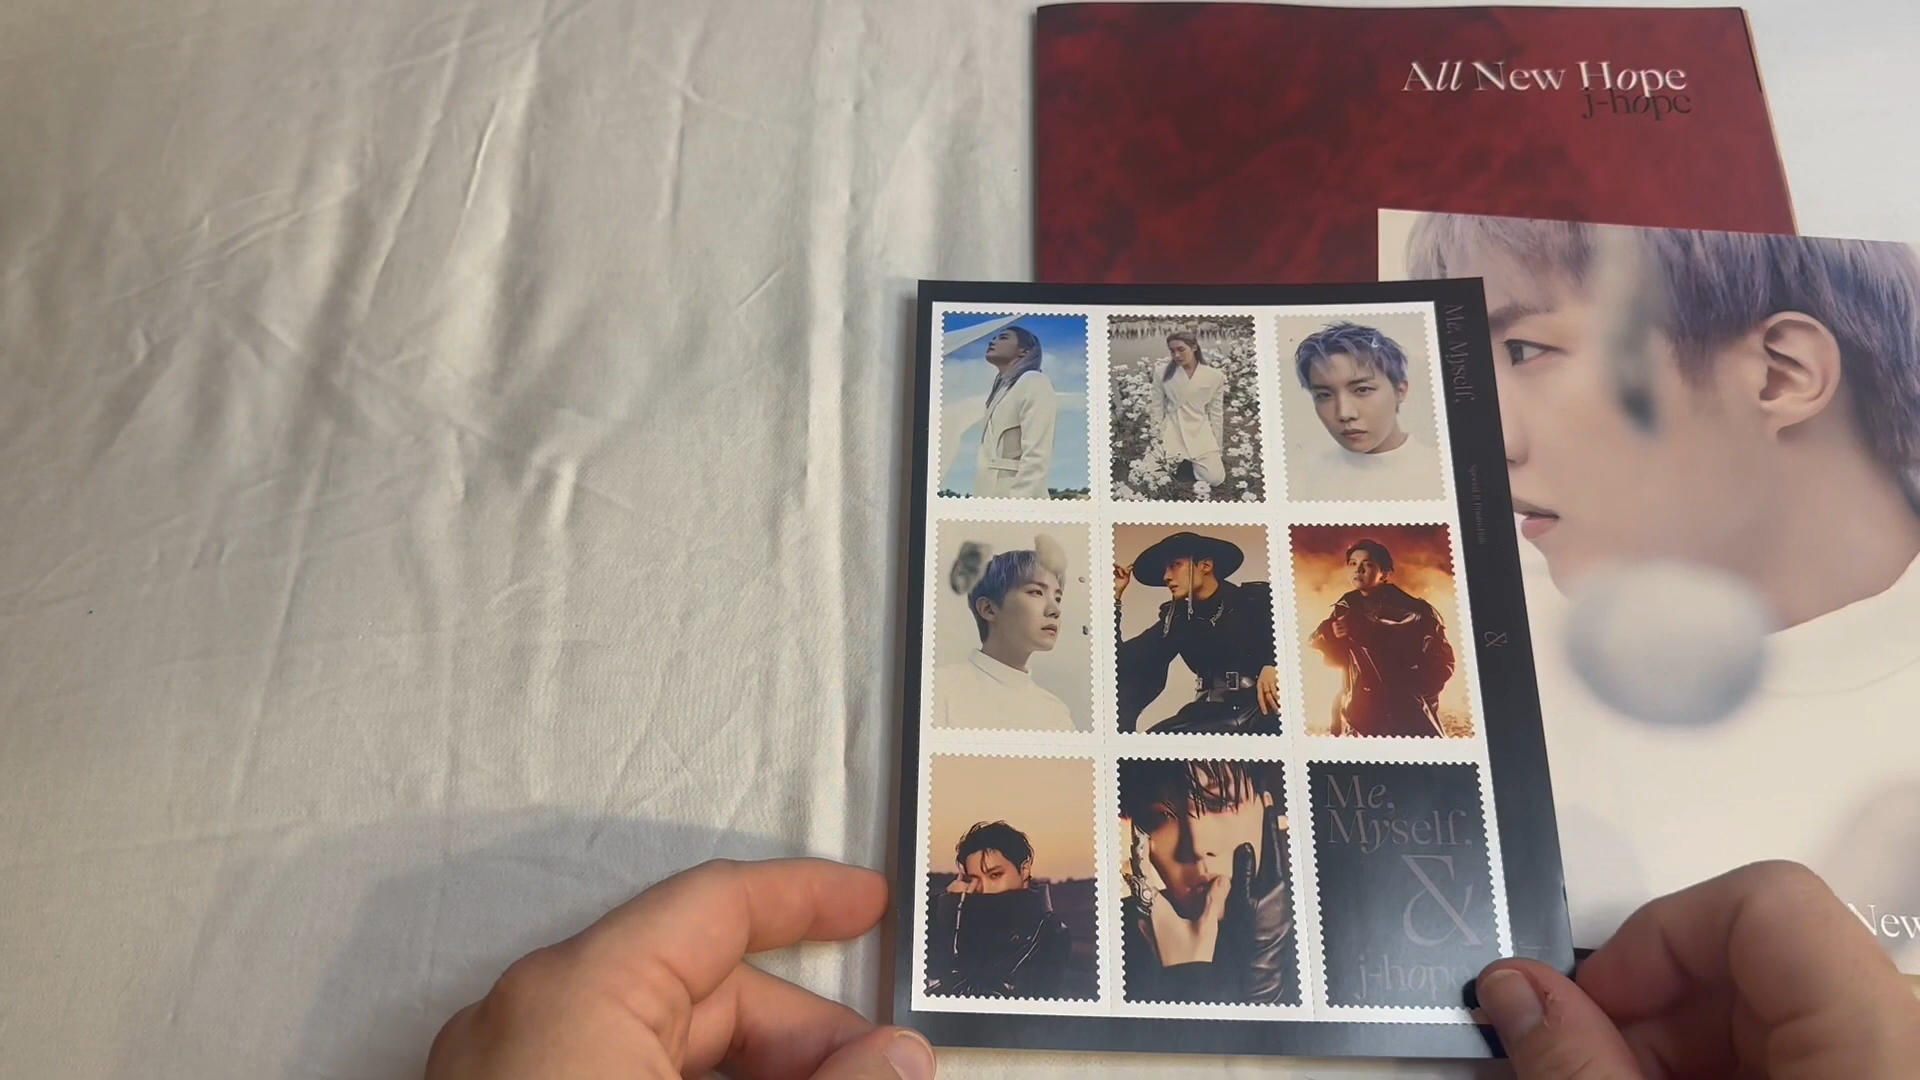 All New Hope
j-hope
Me, Myself,
&
New
Me,
Myself,
&
j-hope